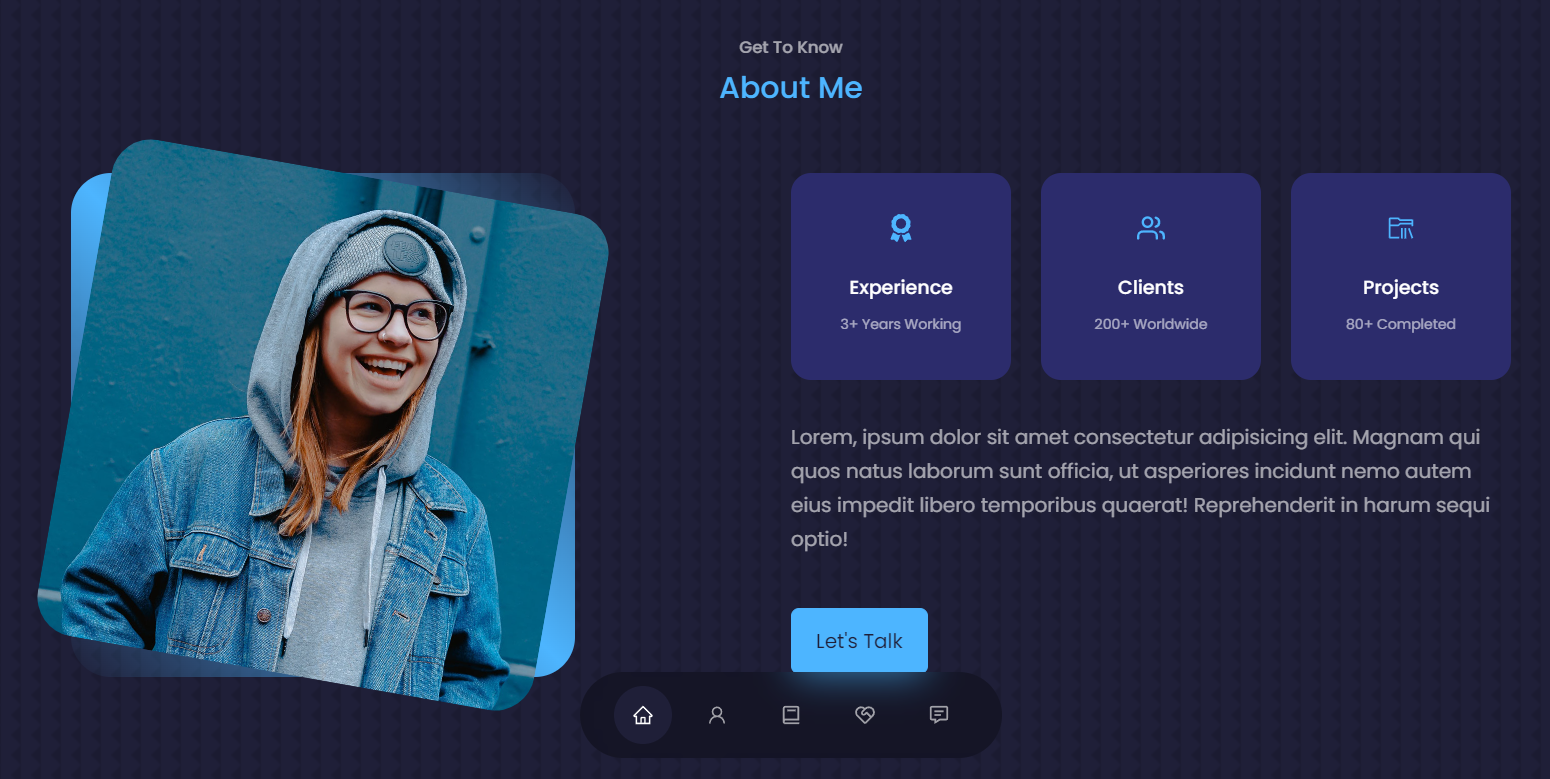 Get To Know
About Me
Experience
3+ Years Working
Clients
200+ Worldwide
Projects
80+ Completed
Lorem, ipsum dolor sit amet consectetur adipisicing elit. Magnam qui
quos natus laborum sunt officia, ut asperiores incidunt nemo autem
eius impedit libero temporibus quaerat! Reprehenderit in harum sequi
optio!
Let's Talk